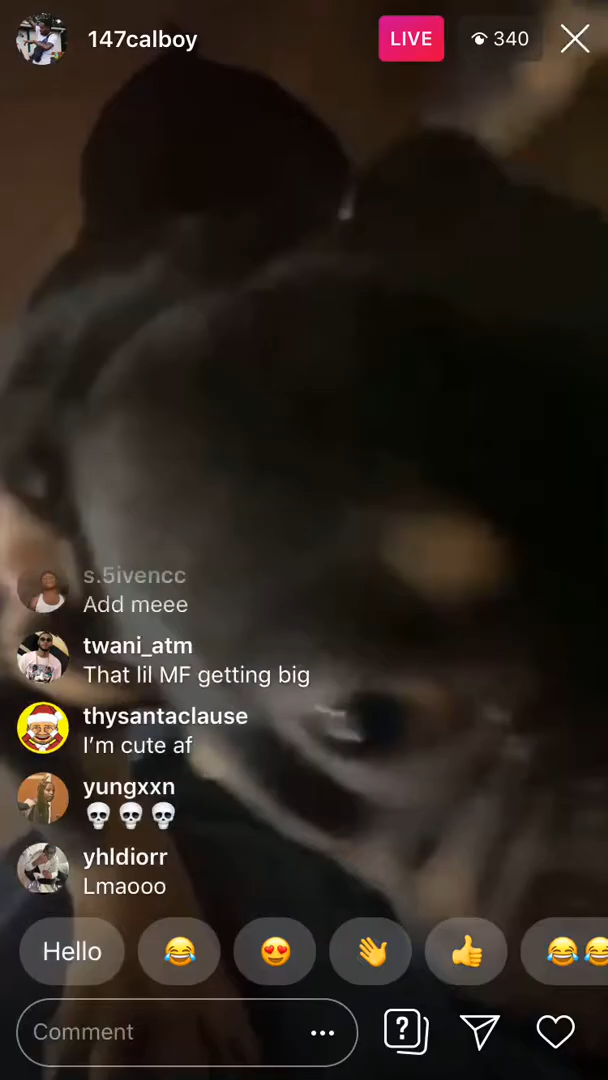 147calboy
LIVE
340
s.5ivencc
Add meee
twani_atm
That lil MF getting big
thysantaclause
I’m cute af
yungxxn
💀💀💀
yhldiorr
Lmaooo
Hello 😂 😍 👋 👍 😂😂
Comment